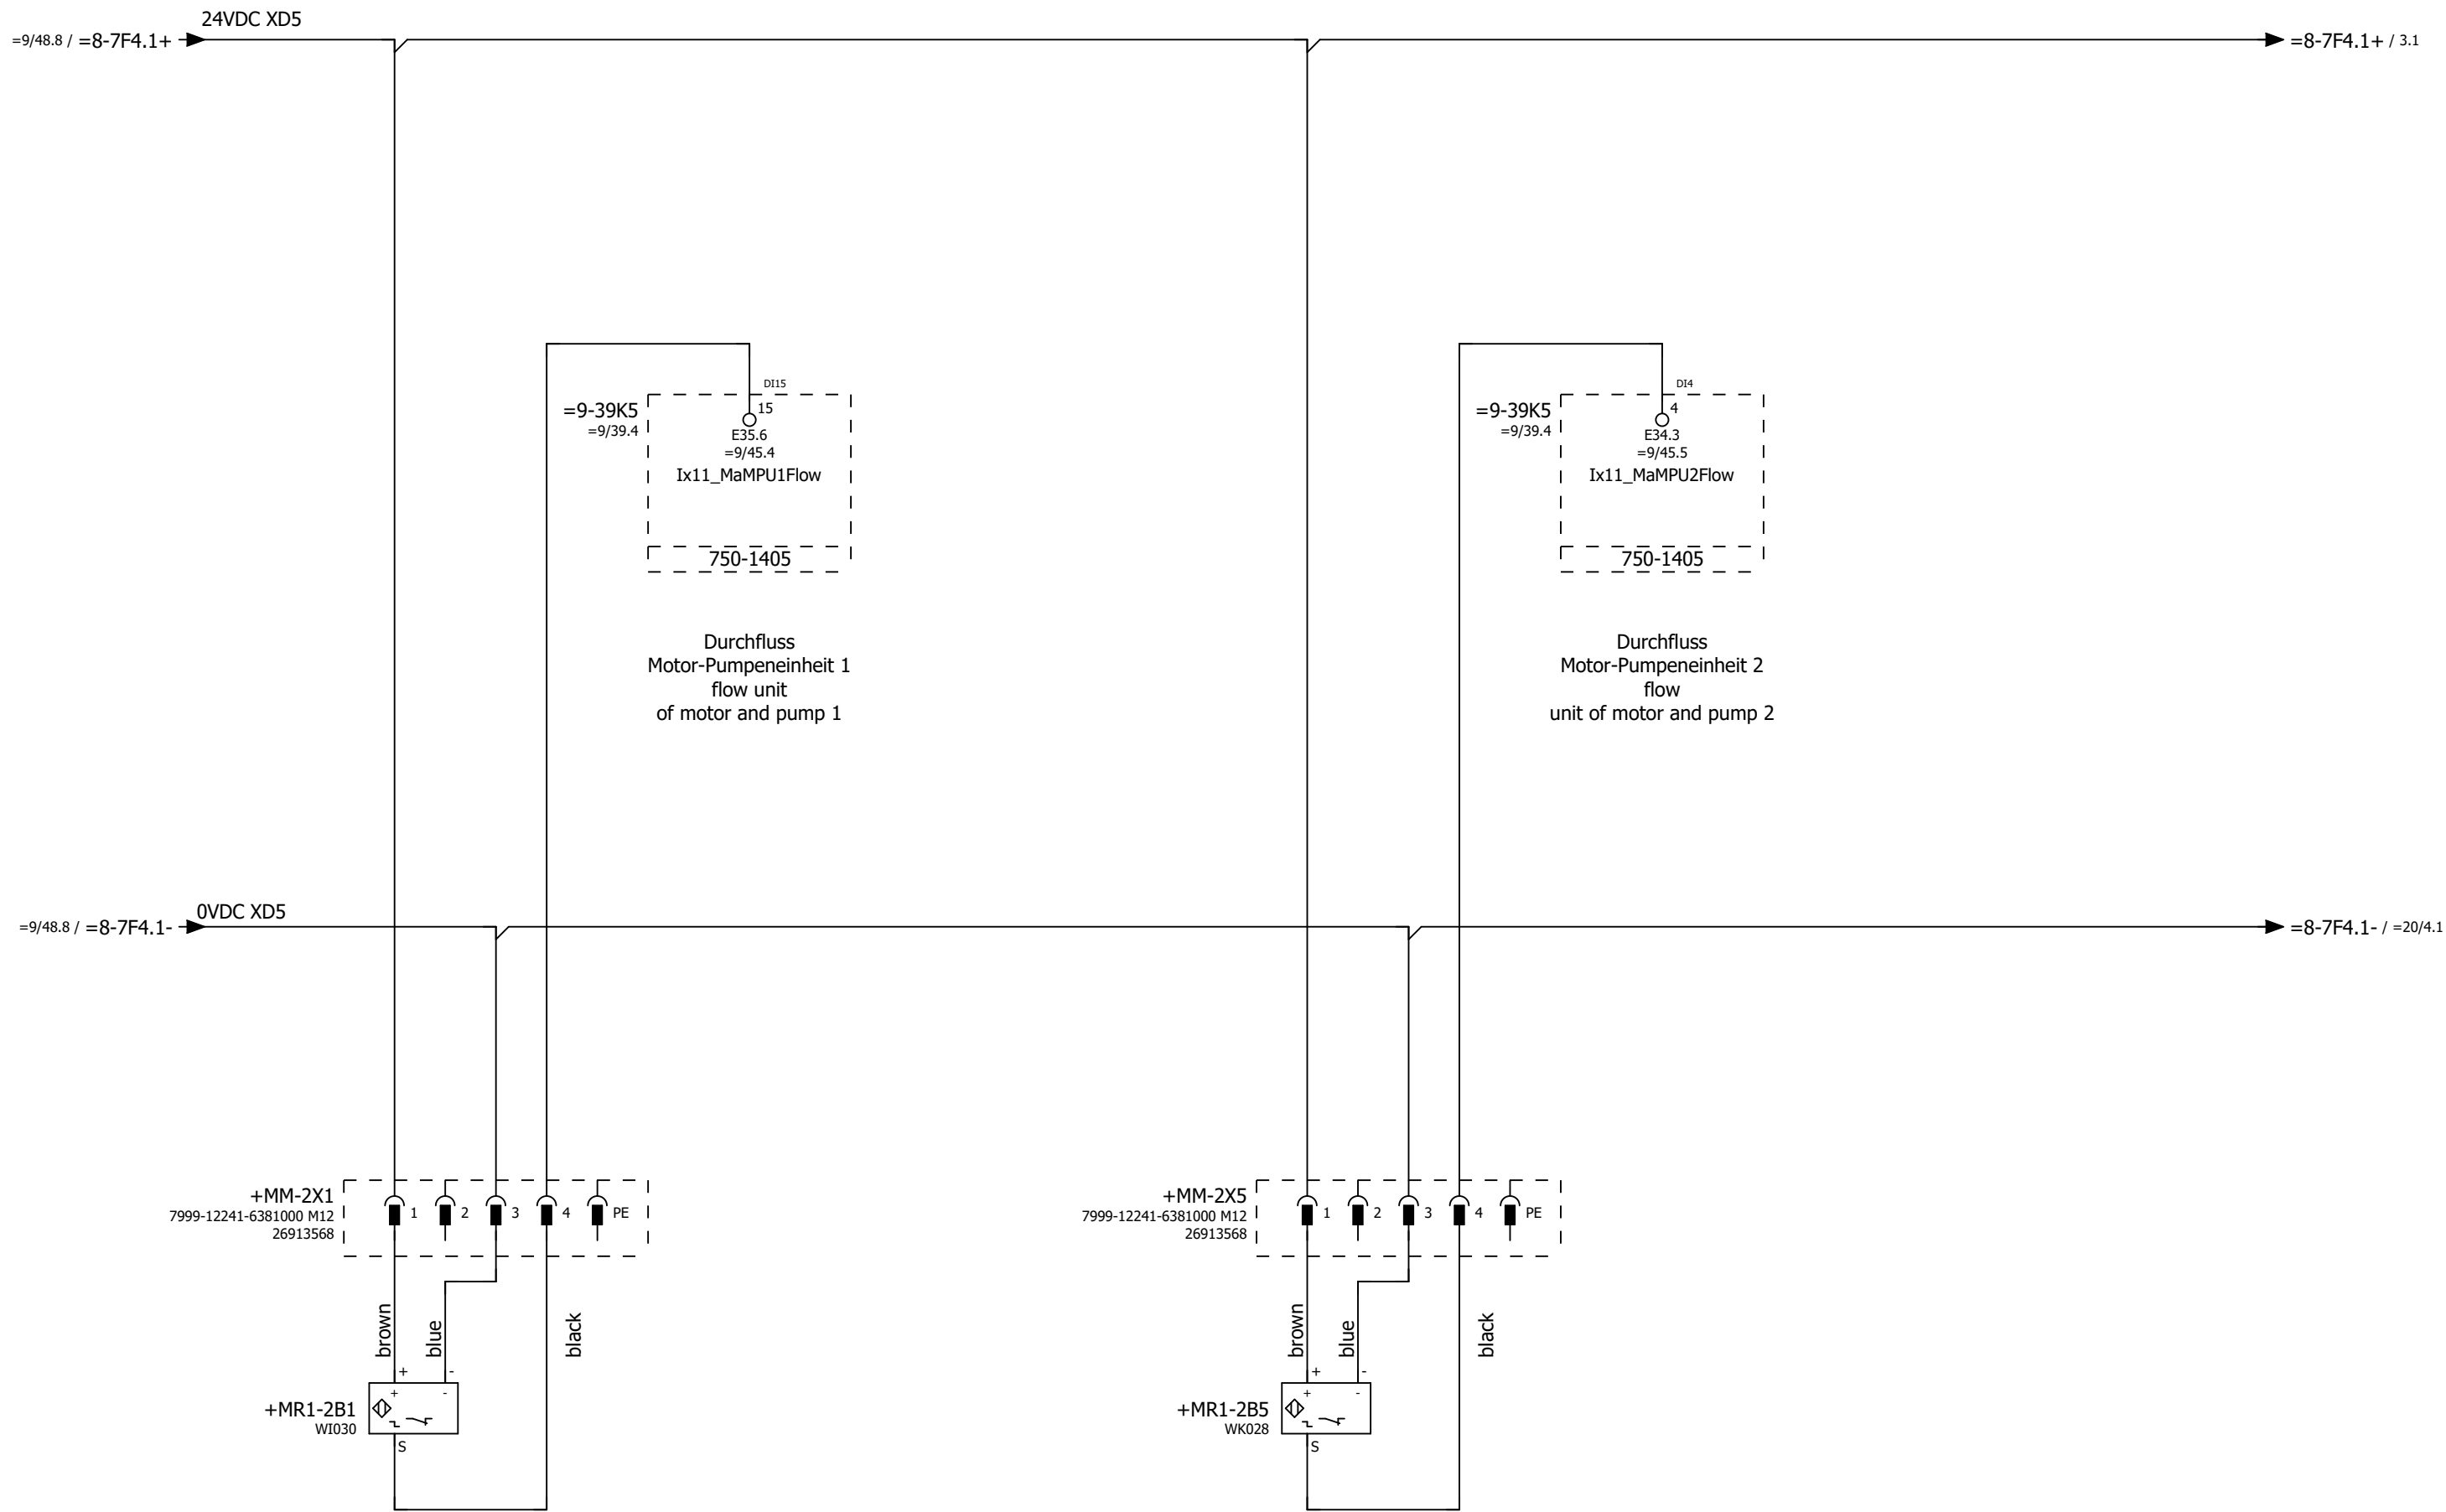 24VDC XD5
=9/48.8 / =8-7F4.1+
=8-7F4.1+ / 3.1
DI15
=9-39K5
=9/39.4
15
E35.6
=9/45.4
Ix11_MaMPU1Flow
750-1405
DI4
=9-39K5
=9/39.4
4
E34.3
=9/45.5
Ix11_MaMPU2Flow
750-1405
Durchfluss
Motor-Pumpeneinheit 1
flow unit
of motor and pump 1
Durchfluss
Motor-Pumpeneinheit 2
flow
unit of motor and pump 2
0VDC XD5
=9/48.8 / =8-7F4.1-
=8-7F4.1- / =20/4.1
+MM-2X1
7999-12241-6381000 M12
26913568
1 2 3 4 PE
+MM-2X5
7999-12241-6381000 M12
26913568
1 2 3 4 PE
brown
blue
black
brown
blue
black
+ -
+ -
+MR1-2B1
WI030
S
+ -
+ -
+MR1-2B5
WK028
S